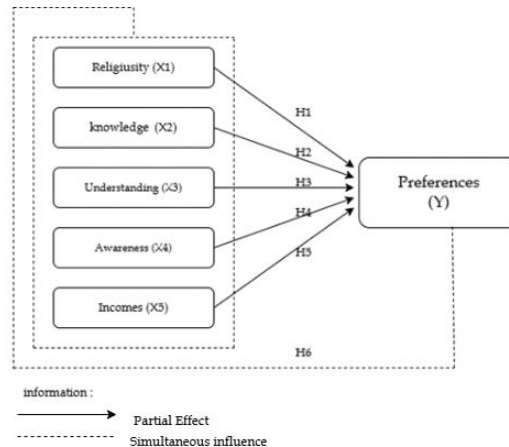 Religiusity (X1)
H1
knowledge (X2)
H2
Understanding (X3)
H3
Preferences
(Y)
H4
Awareness (X4)
H5
Incomes (X5)
H6
information :
Partial Effect
Simultaneous influence